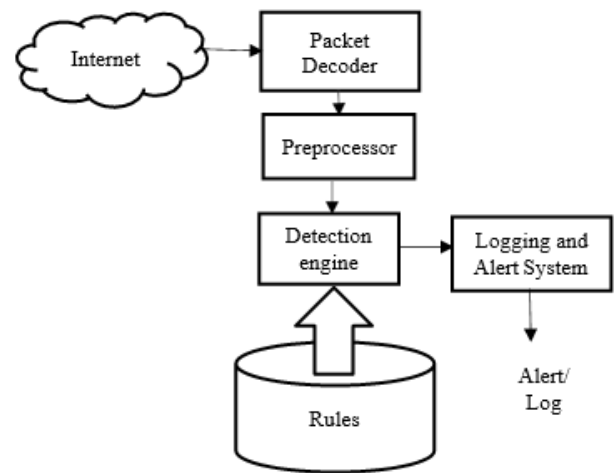 Internet
Packet
Decoder
Preprocessor
Detection
engine
Logging and
Alert System
Rules
Alert/
Log